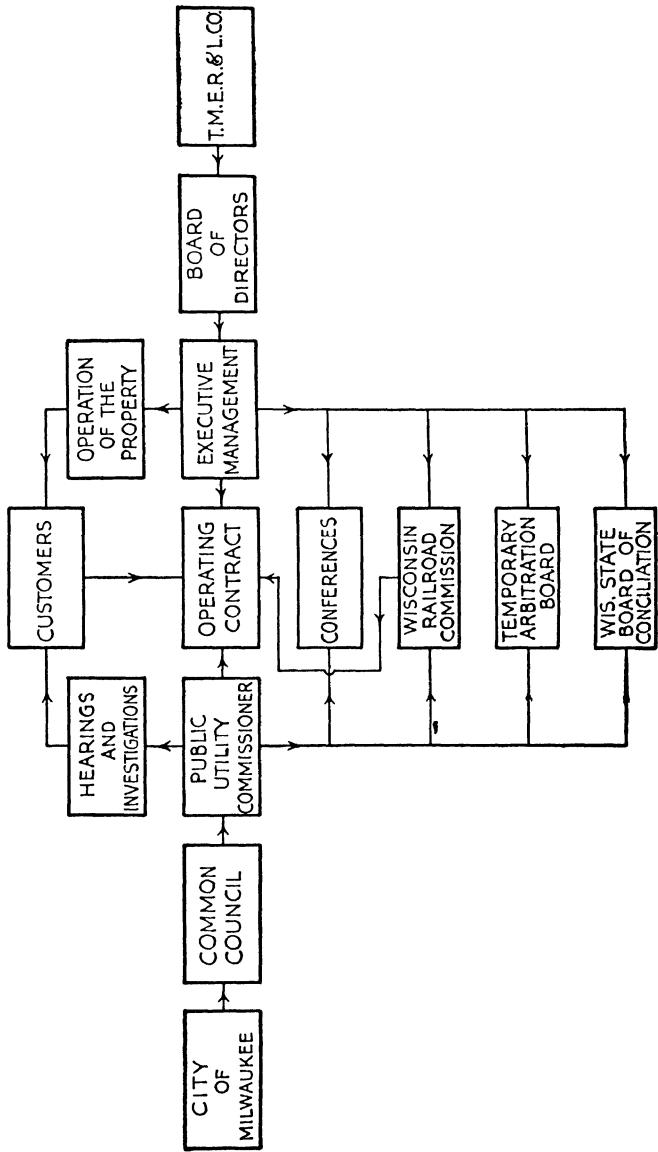 CITY
OF
MILWAUKEE
COMMON
COUNCIL
HEARINGS
AND
INVESTIGATIONS
PUBLIC
UTILITY
COMMISSIONER
CUSTOMERS
OPERATING
CONTRACT
CONFERENCES
WISCONSIN
RAILROAD
COMMISSION
TEMPORARY
ARBITRATION
BOARD
WIS. STATE
BOARD OF
CONCILIATION
OPERATION
OF THE
PROPERTY
EXECUTIVE
MANAGEMENT
BOARD
OF
DIRECTORS
T.M.E.R.&L.CO.